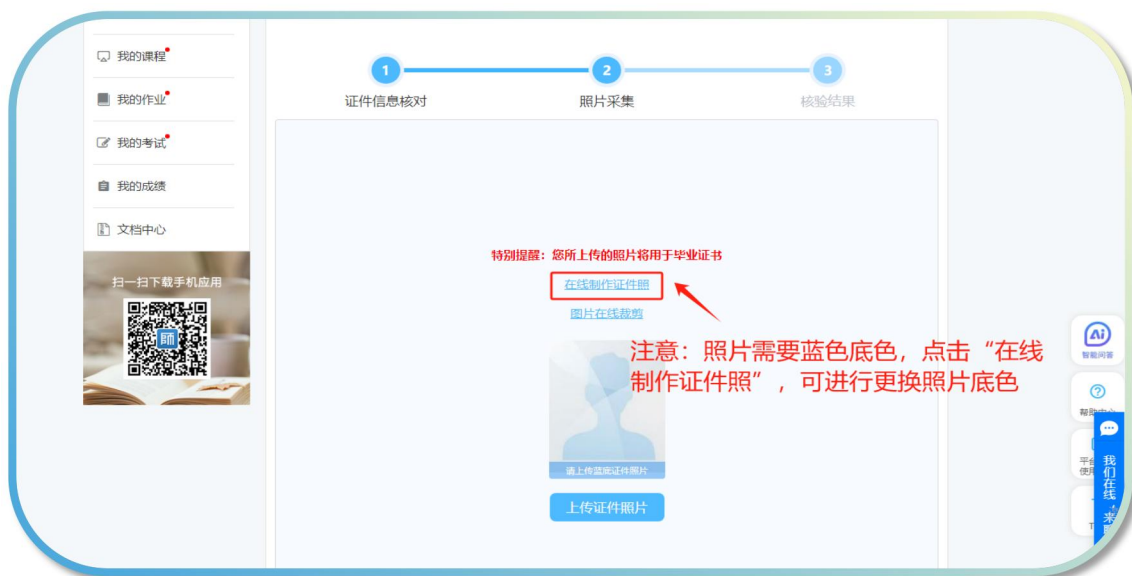 我的课程
我的作业
我的考试
我的成绩
文档中心
扫一扫下载手机应用
師
1
2
3
证件信息核对
照片采集
核验结果
特别提醒：您所上传的照片将用于毕业证书
在线制作证件照
图片在线裁剪
注意：照片需要蓝色底色，点击“在线
制作证件照”，可进行更换照片底色
请上传蓝底证件照片
上传证件照片
Ai
智能问答
我们在线